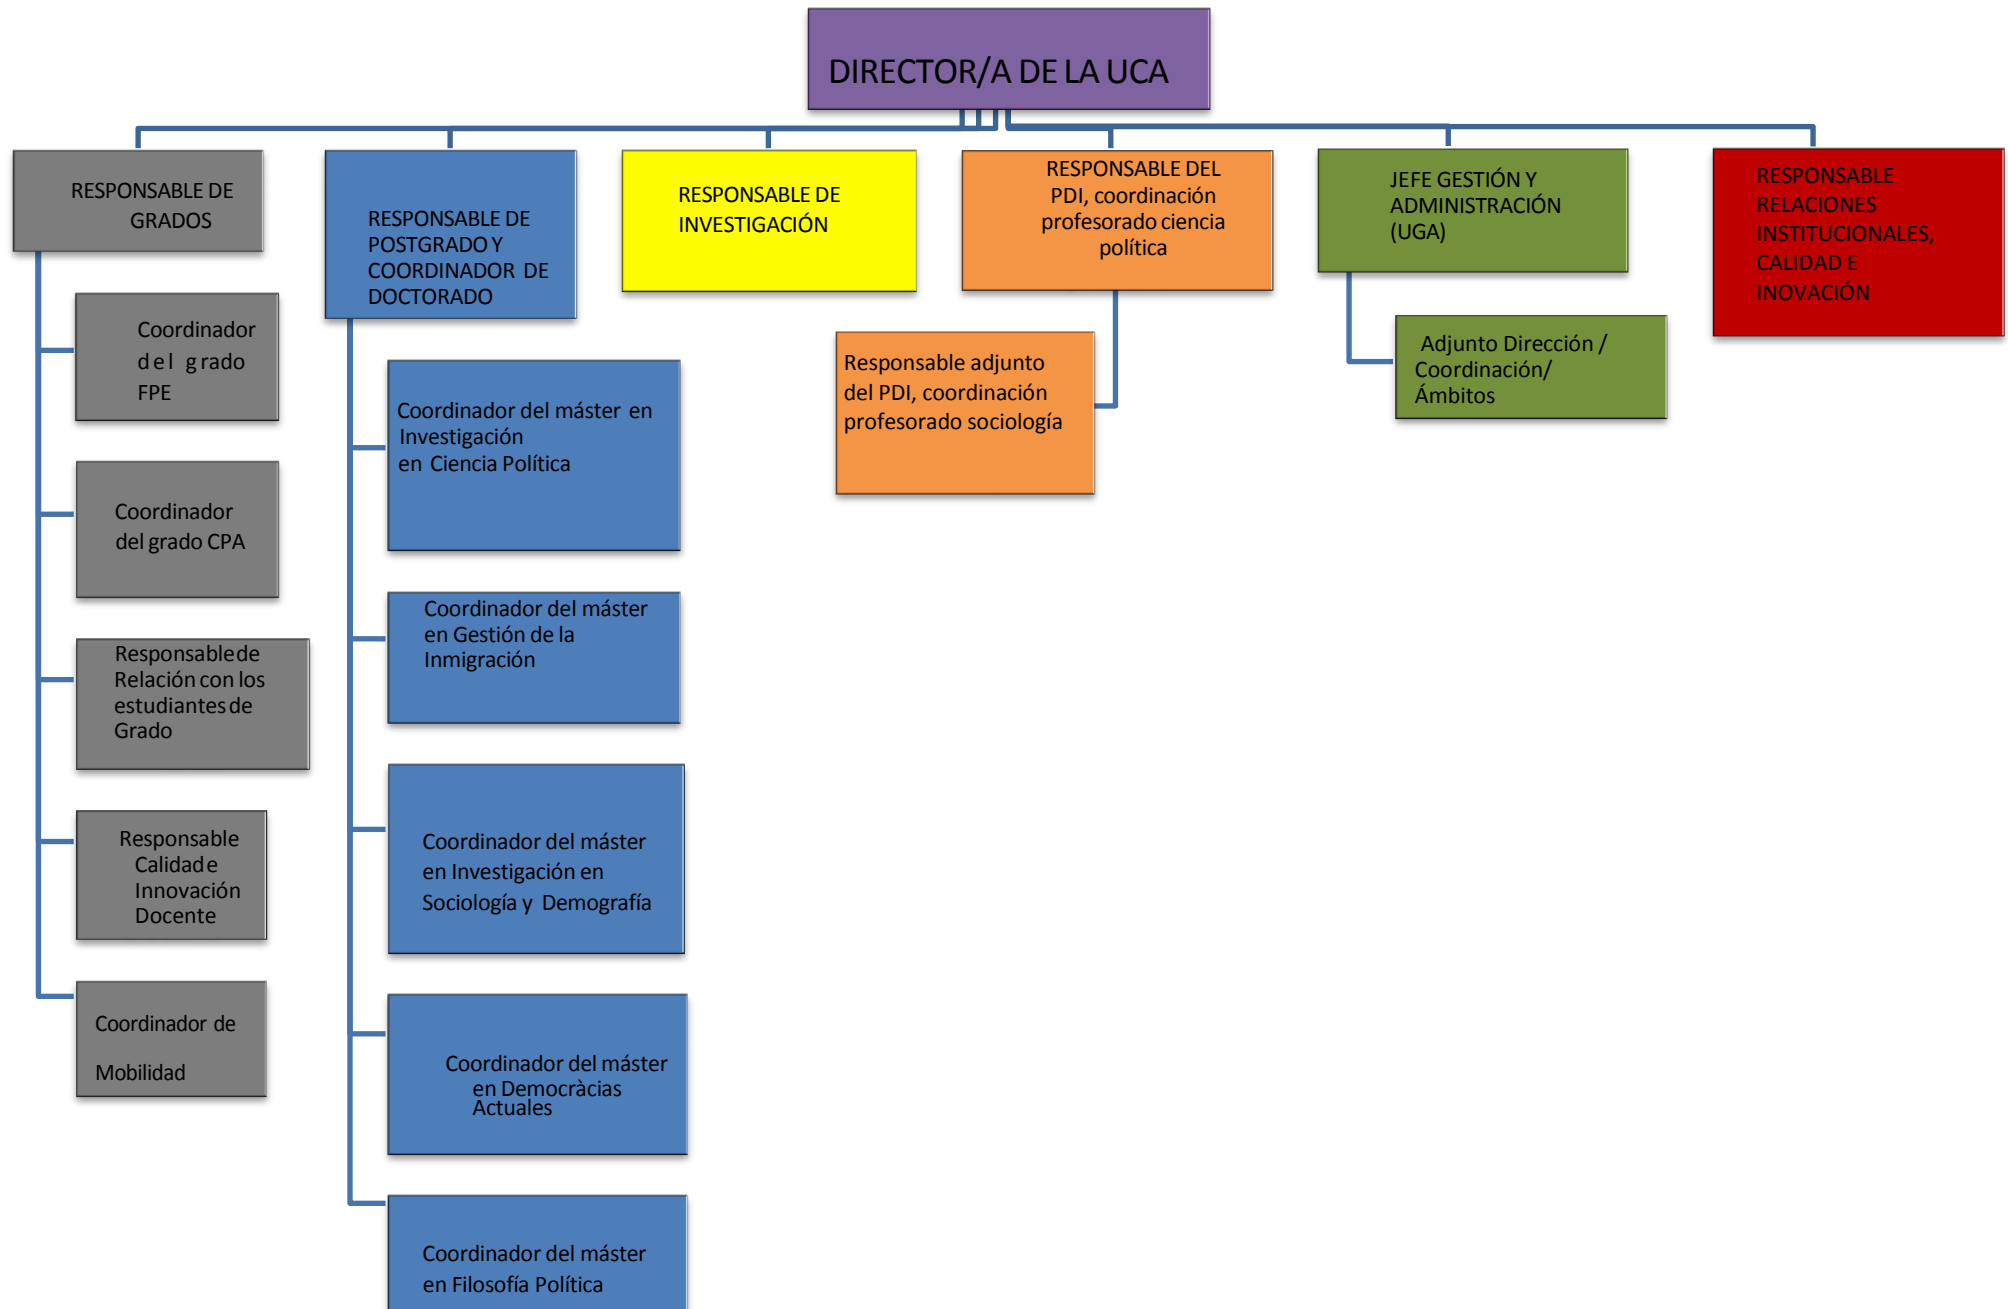 DIRECTOR/A DE LA UCA
RESPONSABLE DE
GRADOS
Coordinador
del grado
FPE
Coordinador
del grado CPA
Responsable de
Relación con los
estudiantes de
Grado
Responsable
Calidad e
Innovación
Docente
Coordinador de
Mobilidad
RESPONSABLE DE
POSTGRADO Y
COORDINADOR DE
DOCTORADO
Coordinador del máster en
Investigación
en Ciencia Política
Coordinador del máster
en Gestión de la
Inmigración
Coordinador del máster
en Investigación en
Sociología y Demografía
Coordinador del máster
en Democràcias
Actuales
Coordinador del máster
en Filosofía Política
RESPONSABLE DE
INVESTIGACIÓN
RESPONSABLE DEL
PDI, coordinación
profesorado ciencia
política
Responsable adjunto
del PDI, coordinación
profesorado sociología
JEFE GESTIÓN Y
ADMINISTRACIÓN
(UGA)
Adjunto Dirección /
Coordinación/
Ámbitos
RESPONSABLE
RELACIONES
INSTITUCIONALES,
CALIDAD E
INOVACIÓN